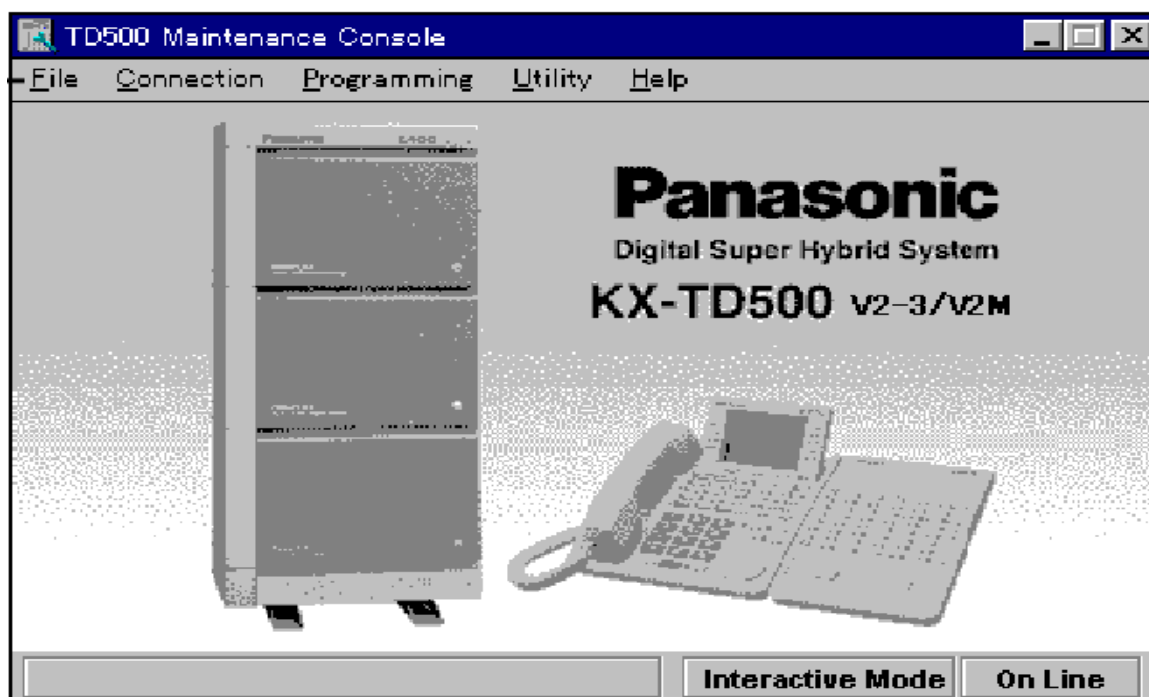 TD500 Maintenance Console
File Connection Programming Utility Help
Panasonic
Panasonic
Digital Super Hybrid System
KX-TD500 V2-3/V2M
Interactive Mode On Line